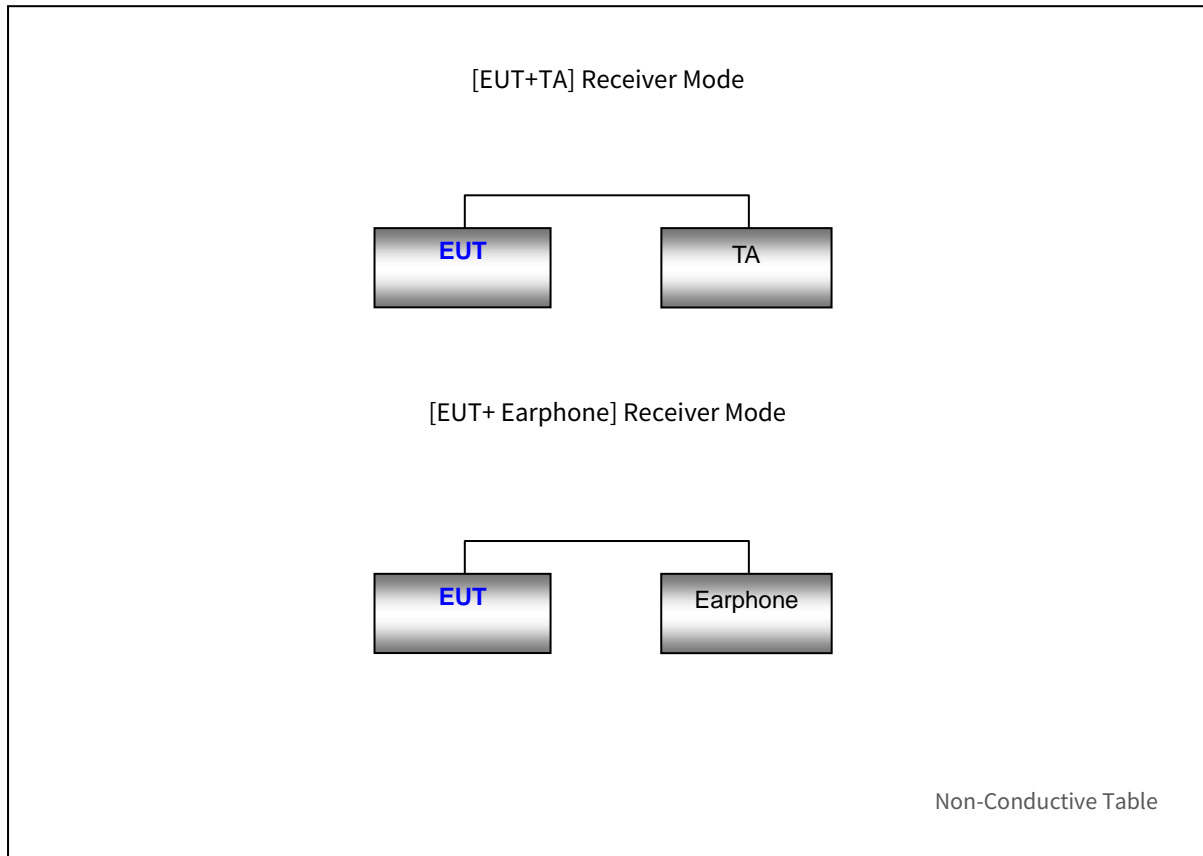 [EUT+TA] Receiver Mode
EUT
TA
[EUT+ Earphone] Receiver Mode
EUT
Earphone
Non-Conductive Table